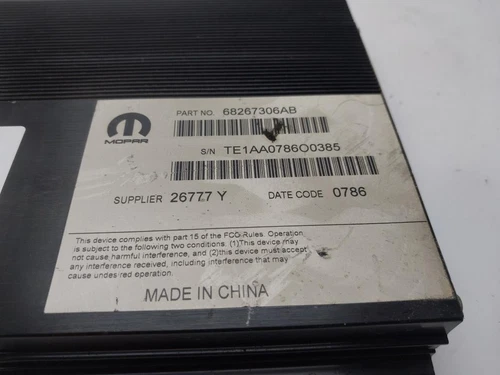 MOPAR
PART NO. 68267306AB
S/N TE1AA0786O0385
SUPPLIER 26777 Y DATE CODE 0786
This device complies with part 15 of the FCC Rules. Operation
is subject to the following two conditions. (1)This device may
not cause harmful interference, and (2)this device must accept
any interference received, including interference that may
cause undesired operation.
MADE IN CHINA